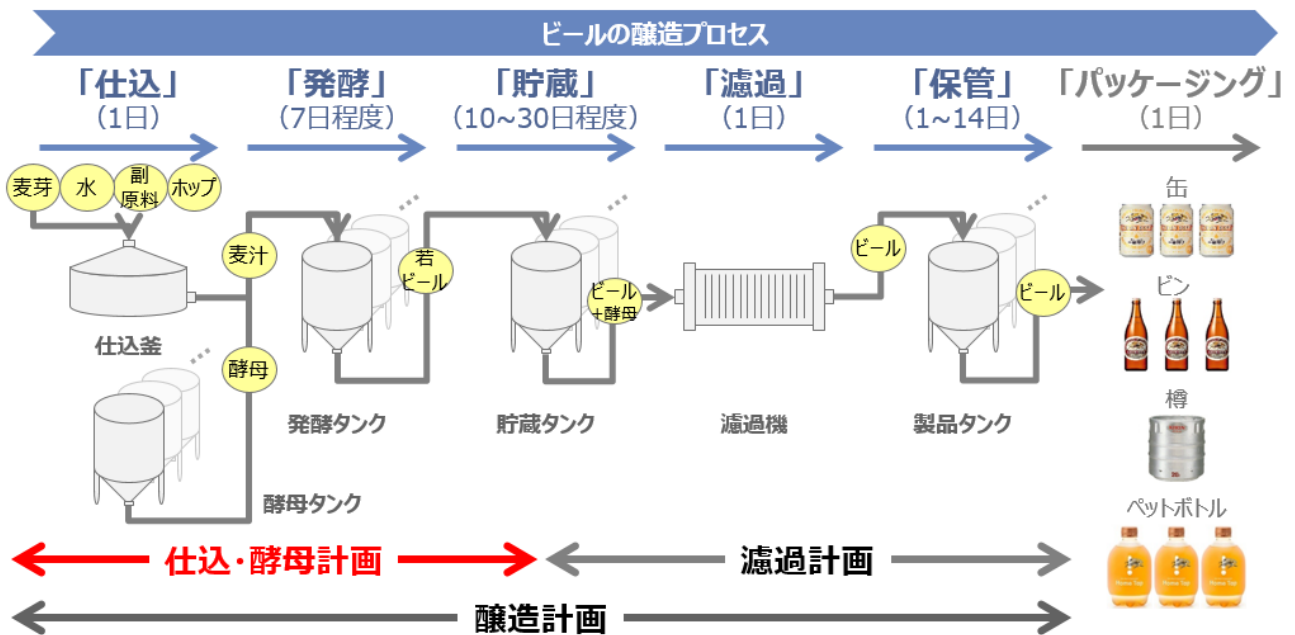 ビールの醸造プロセス
「仕込」
(1日)
「発酵」
(7日程度)
「貯蔵」
(10~30日程度)
「濾過」
(1日)
「保管」
(1~14日)
「パッケージング」
(1日)
麦芽
水
副
原料
ホップ
仕込釜
麦汁
酵母
酵母タンク
発酵タンク
若
ビール
貯蔵タンク
ビール
+酵母
濾過機
ビール
製品タンク
ビール
缶
ビン
樽
ペットボトル
仕込・酵母計画
濾過計画
醸造計画